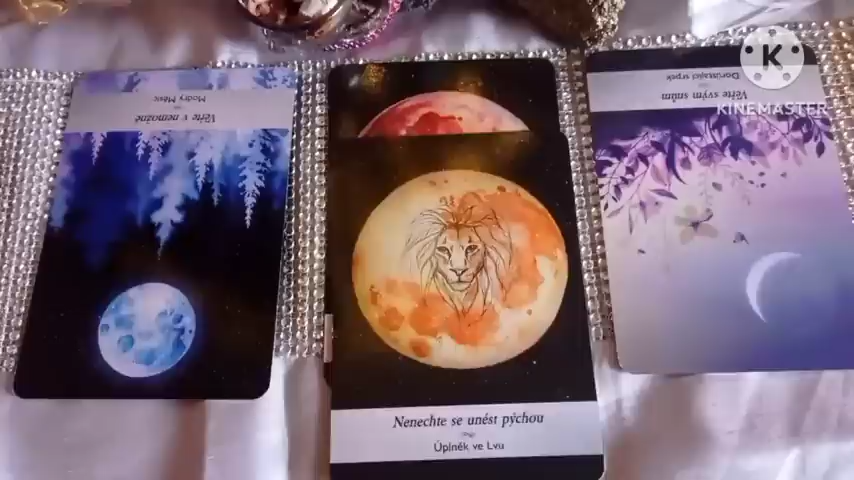 Věřte v nemožné
Modrý Měsíc
Nenechte se unést pýchou
Úplněk ve Lvu
Věřte svým snům
Dorůstající srpek
K
KINEMASTER